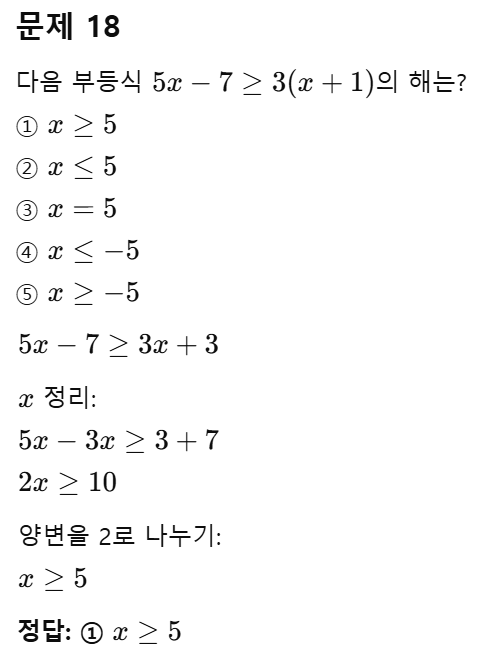 문제 18
다음 부등식 5x − 7 ≥ 3(x + 1)의 해는?
① x ≥ 5
② x ≤ 5
③ x = 5
④ x ≤ −5
⑤ x ≥ −5
5x − 7 ≥ 3x + 3
x 정리:
5x − 3x ≥ 3 + 7
2x ≥ 10
양변을 2로 나누기:
x ≥ 5
정답: ① x ≥ 5